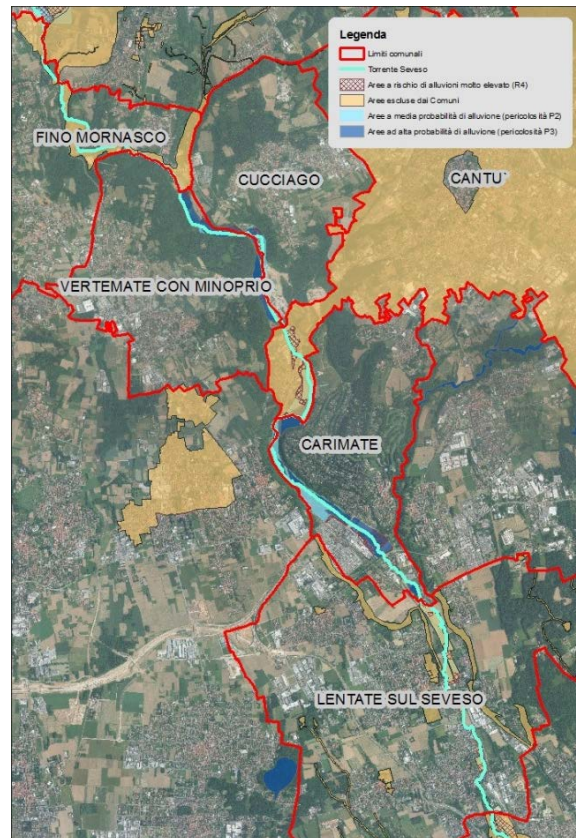 Legenda
Limiti comunali
Torrente Seveso
Aree a rischio di alluvioni molto elevato (R4)
Aree escluse dai Comuni
Aree a media probabilità di alluvione (pericolosità P2)
Aree ad alta probabilità di alluvione (pericolosità P3)
FINO MORNASCO
CUCCIAGO
CANTU'
VERTEMATE CON MINOPRIO
CARIMATE
LENTATE SUL SEVESO